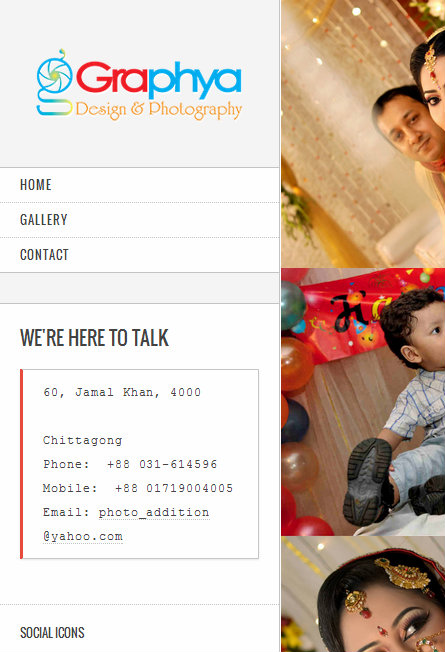 Graphya
Design & Photography
HOME
GALLERY
CONTACT
WE'RE HERE TO TALK
60, Jamal Khan, 4000
Chittagong
Phone:  +88 031-614596
Mobile:  +88 01719004005
Email: photo_addition
@yahoo.com
SOCIAL ICONS